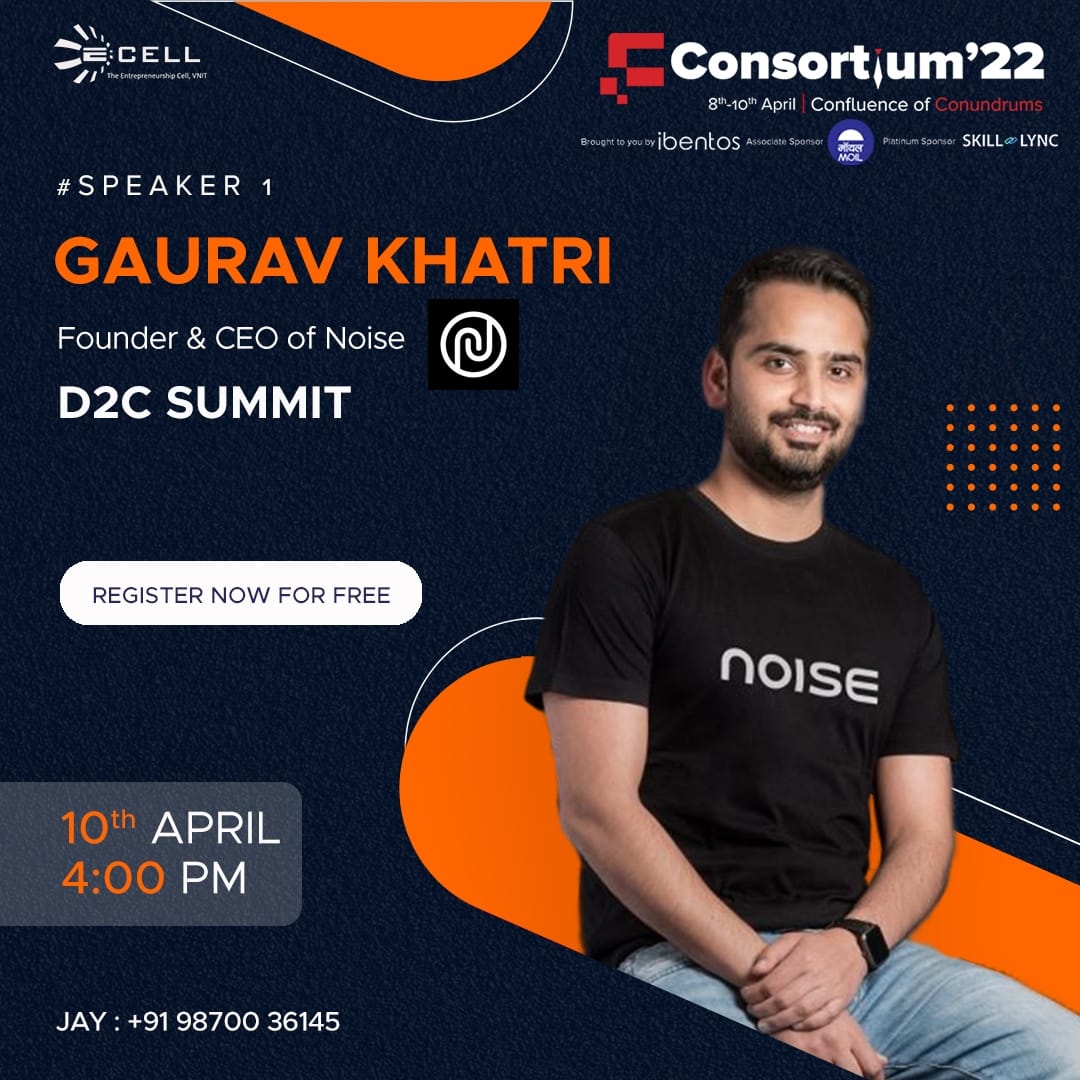 E-CELL
The Entrepreneurship Cell, VNIT
Consortium'22
8th-10th April | Confluence of Conundrums
Brought to you by ibentos Associate Sponsor मॉयल MOIL Platinum Sponsor SKILL LYNC
#SPEAKER 1
GAURAV KHATRI
Founder & CEO of Noise
D2C SUMMIT
REGISTER NOW FOR FREE
NOISE
10th APRIL
4:00 PM
JAY : +91 98700 36145